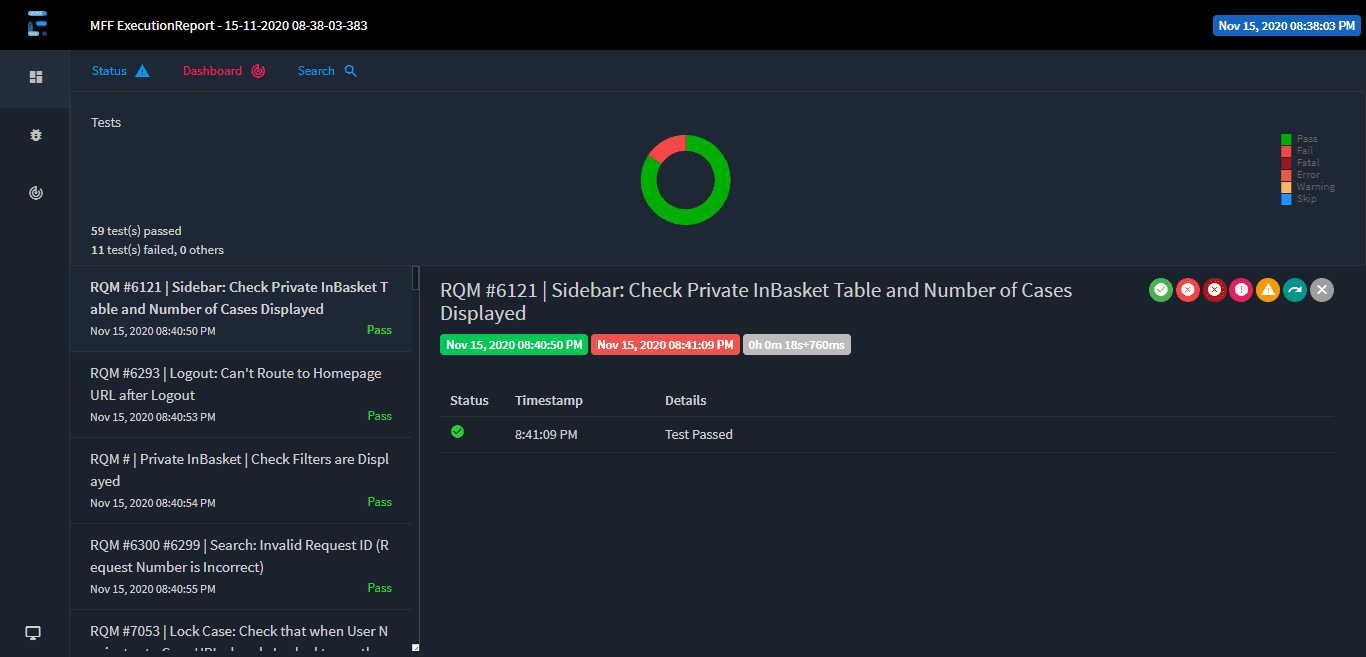 MFF ExecutionReport - 15-11-2020 08-38-03-383
Nov 15, 2020 08:38:03 PM
Status
Dashboard
Search
Tests
Pass
Fail
Fatal
Error
Warning
Skip
59 test(s) passed
11 test(s) failed, 0 others
RQM #6121 | Sidebar: Check Private InBasket T
able and Number of Cases Displayed
Nov 15, 2020 08:40:50 PM
Pass
RQM #6293 | Logout: Can't Route to Homepage
URL after Logout
Nov 15, 2020 08:40:53 PM
Pass
RQM # | Private InBasket | Check Filters are Displ
ayed
Nov 15, 2020 08:40:54 PM
Pass
RQM #6300 #6299 | Search: Invalid Request ID (R
equest Number is Incorrect)
Nov 15, 2020 08:40:55 PM
Pass
RQM #7053 | Lock Case: Check that when User N
RQM #6121 | Sidebar: Check Private InBasket Table and Number of Cases
Displayed
Nov 15, 2020 08:40:50 PM
Nov 15, 2020 08:41:09 PM
0h 0m 18s+760ms
Status
Timestamp
Details
8:41:09 PM
Test Passed